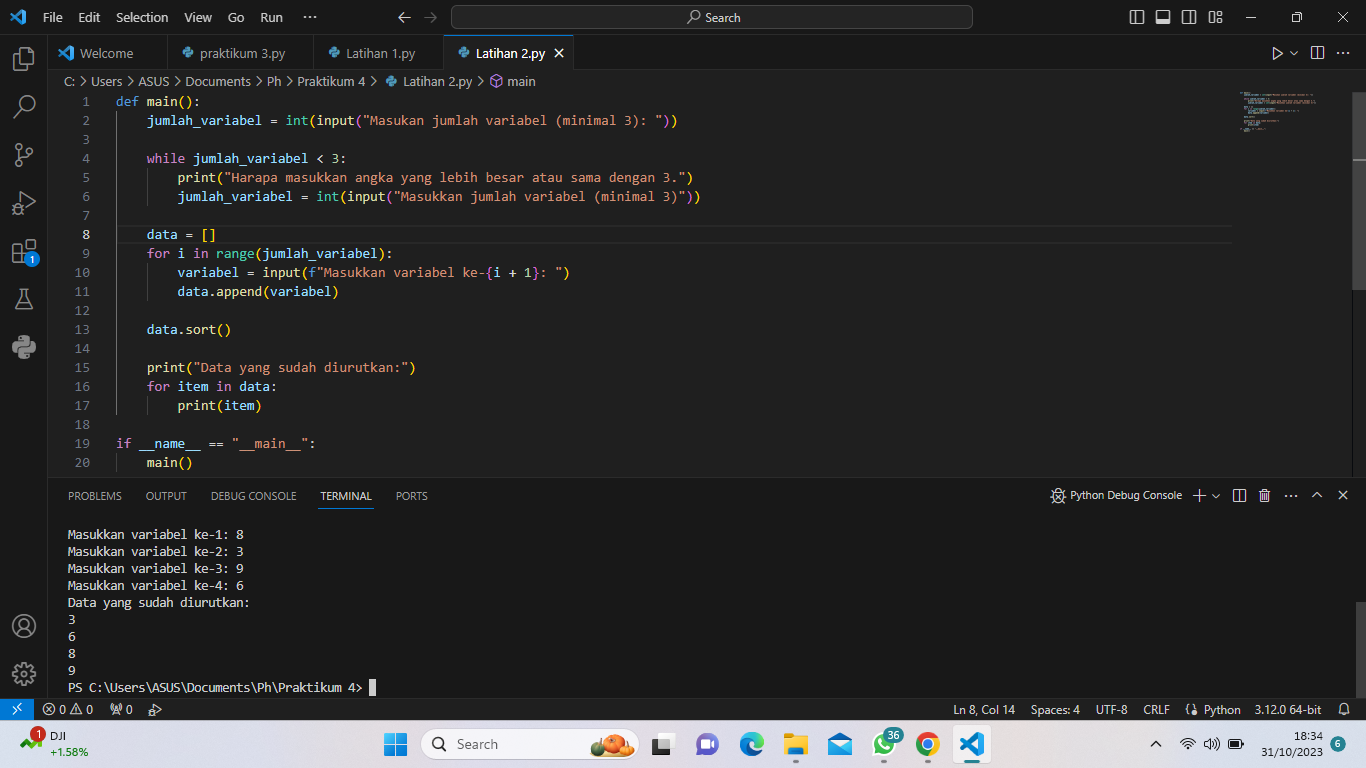 File Edit Selection View Go Run ··· Search
Welcome praktikum 3.py Latihan 1.py Latihan 2.py
C: > Users > ASUS > Documents > Ph > Praktikum 4 > Latihan 2.py > main
1 def main():
2 jumlah_variabel = int(input("Masukan jumlah variabel (minimal 3): "))
3
4 while jumlah_variabel < 3:
5 print("Harapa masukkan angka yang lebih besar atau sama dengan 3.")
6 jumlah_variabel = int(input("Masukkan jumlah variabel (minimal 3)"))
7
8 data = []
9 for i in range(jumlah_variabel):
10 variabel = input(f"Masukkan variabel ke-{i + 1}: ")
11 data.append(variabel)
12
13 data.sort()
14
15 print("Data yang sudah diurutkan:")
16 for item in data:
17 print(item)
18
19 if __name__ == "__main__":
20 main()
1
PROBLEMS OUTPUT DEBUG CONSOLE TERMINAL PORTS Python Debug Console
Masukkan variabel ke-1: 8
Masukkan variabel ke-2: 3
Masukkan variabel ke-3: 9
Masukkan variabel ke-4: 6
Data yang sudah diurutkan:
3
6
8
9
PS C:\Users\ASUS\Documents\Ph\Praktikum 4>
0 0 0 Ln 8, Col 14 Spaces: 4 UTF-8 CRLF Python 3.12.0 64-bit
1 DJI
+1.58%
Search
36
18:34
31/10/2023
6